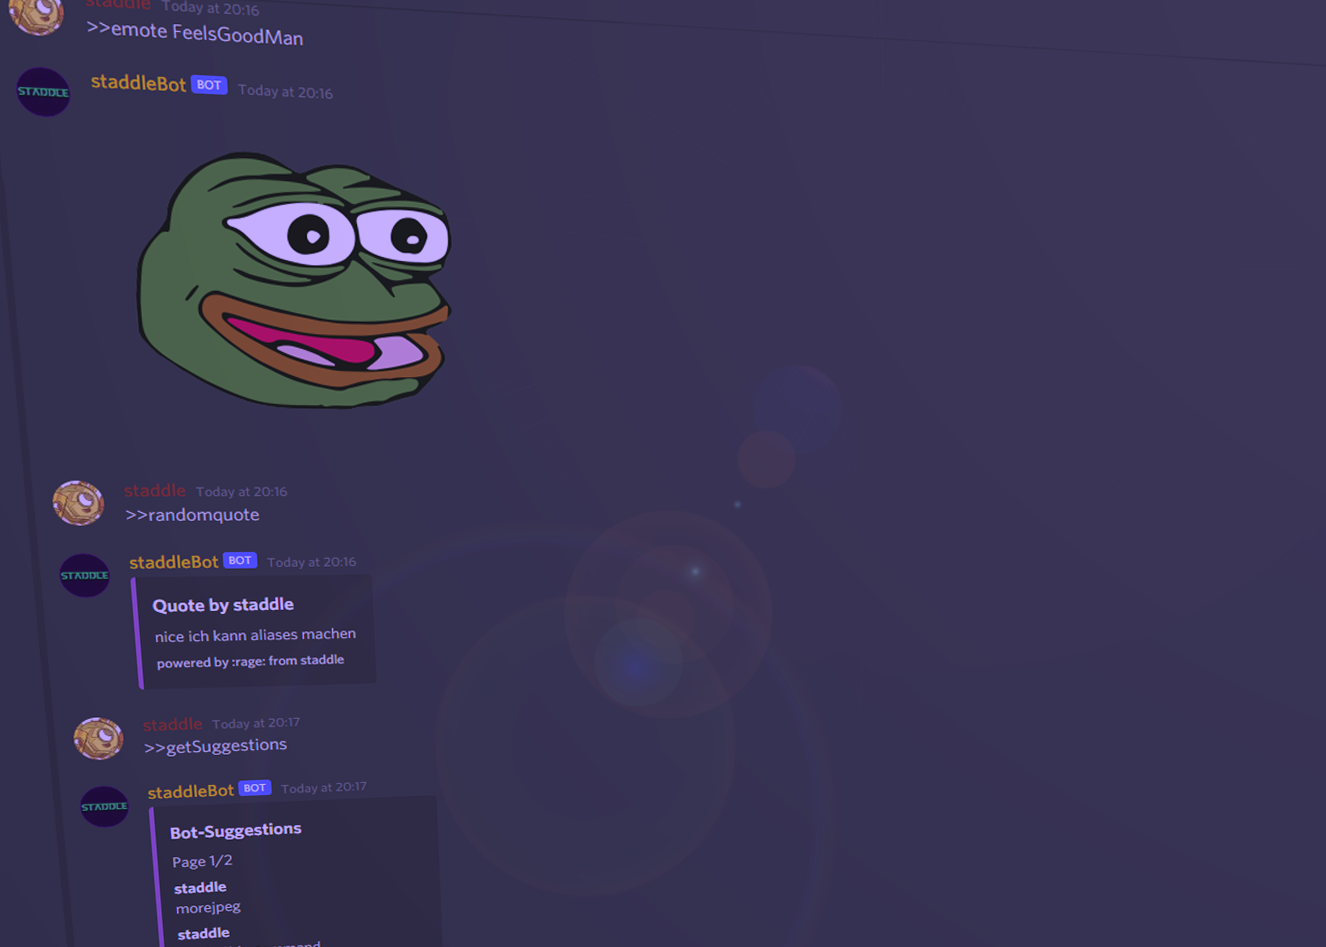 staddle Today at 20:16
>>emote FeelsGoodMan
STADDLE
staddleBot BOT Today at 20:16
staddle Today at 20:16
>>randomquote
STADDLE
staddleBot BOT Today at 20:16
Quote by staddle
nice ich kann aliases machen
powered by :rage: from staddle
staddle Today at 20:17
>>getSuggestions
STADDLE
staddleBot BOT Today at 20:17
Bot-Suggestions
Page 1/2
staddle
morejpeg
staddle